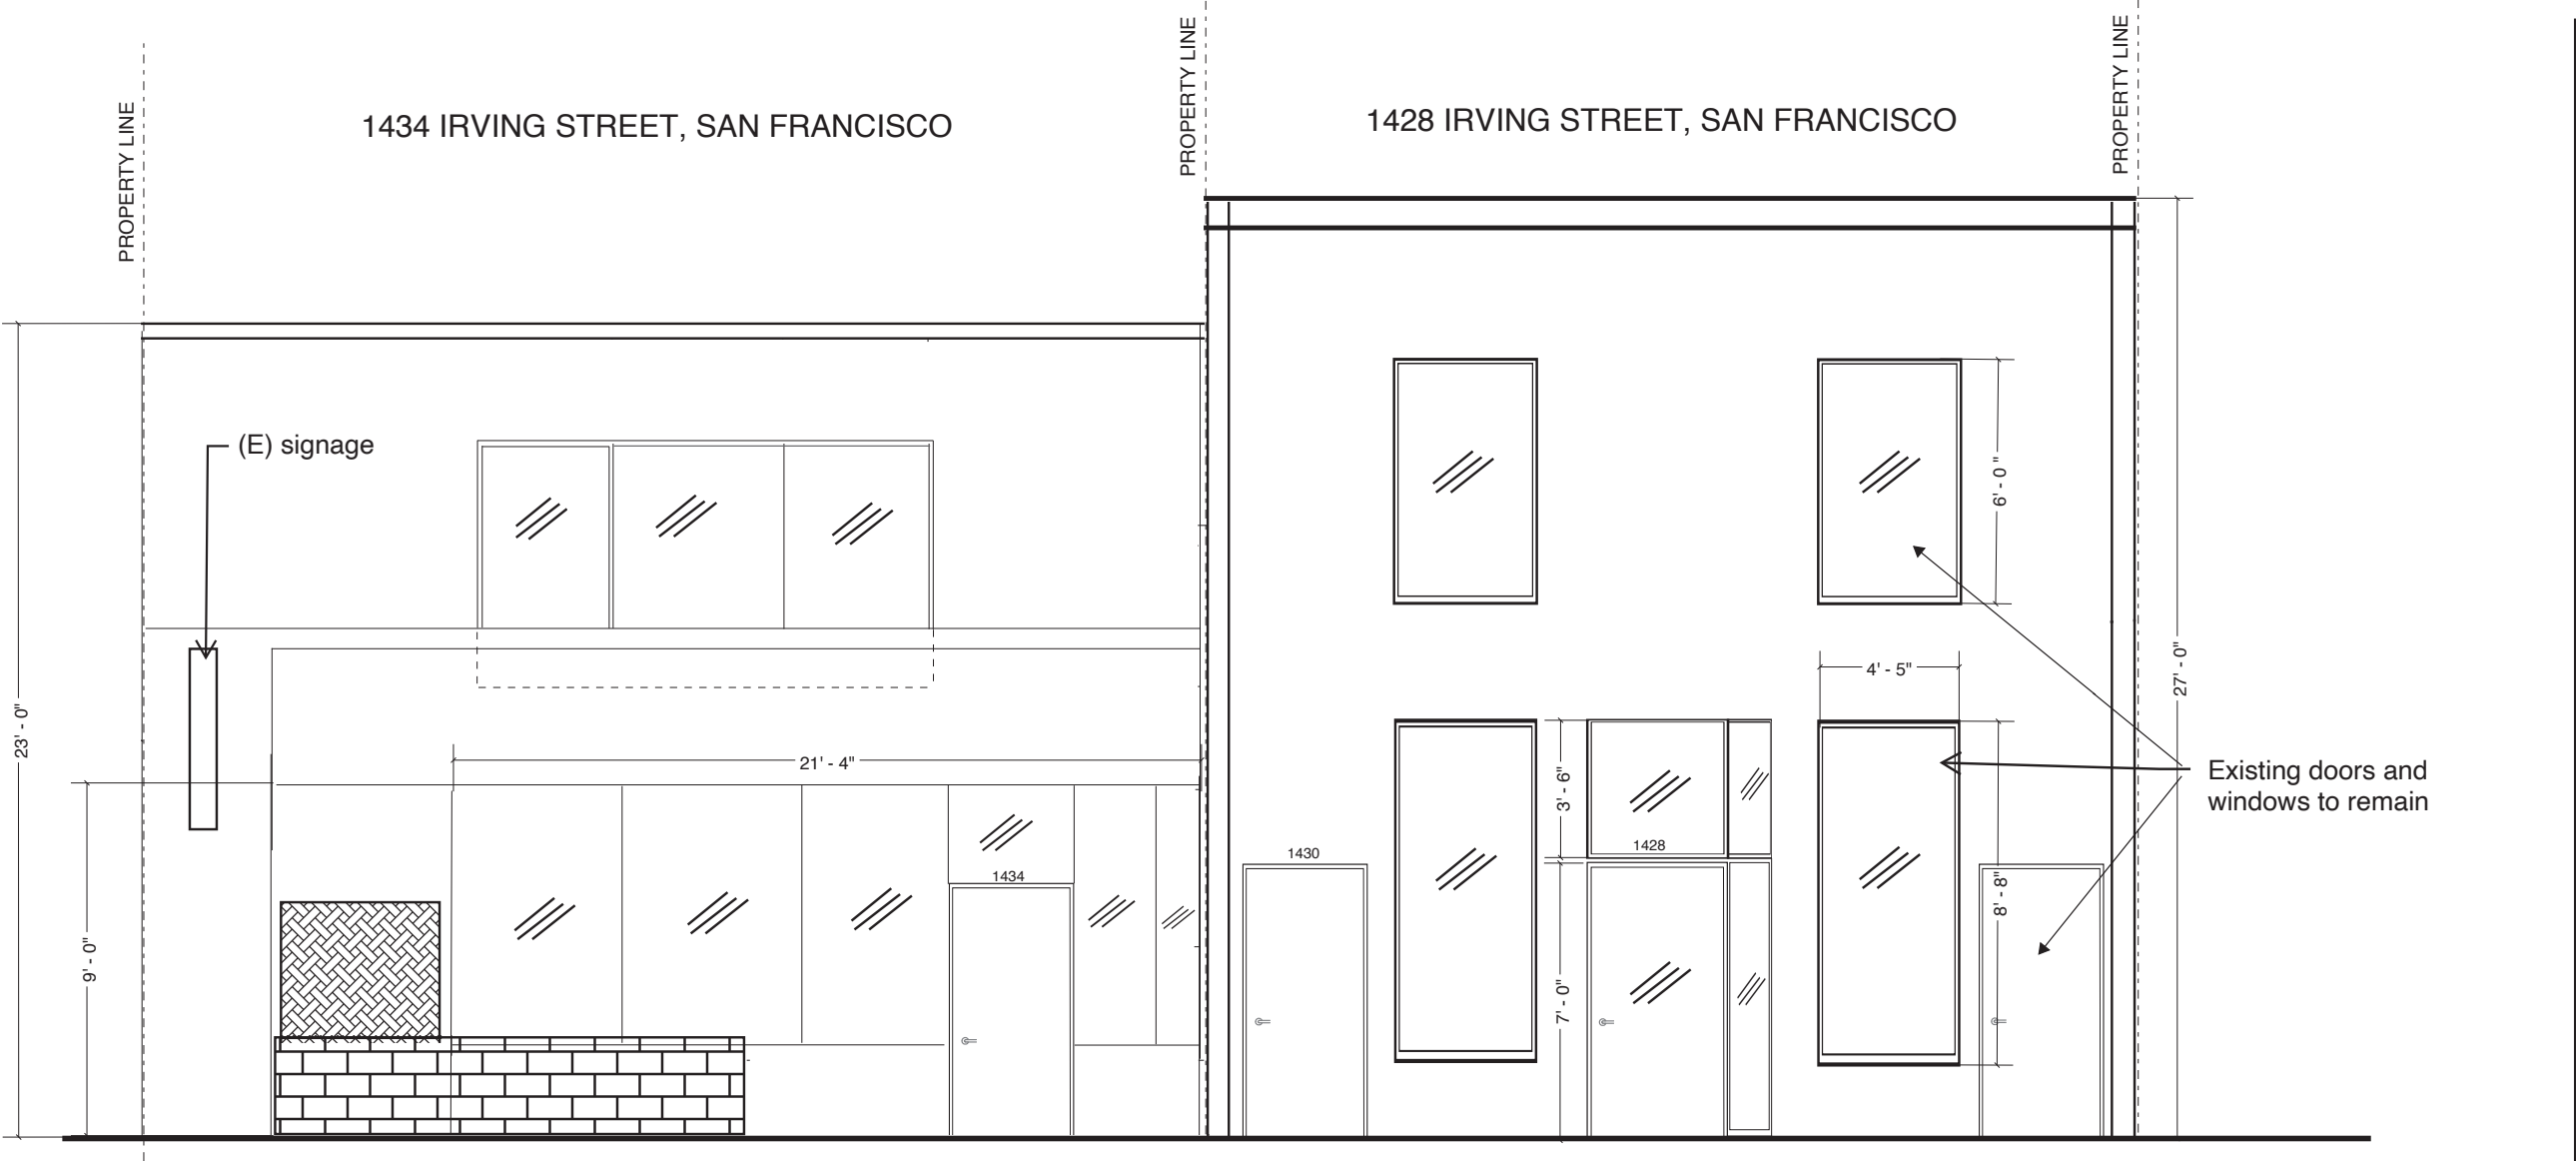 PROPERTY LINE
1434 IRVING STREET, SAN FRANCISCO
PROPERTY LINE
1428 IRVING STREET, SAN FRANCISCO
PROPERTY LINE
(E) signage
23' - 0"
9' - 0"
21' - 4"
1434
1430
3' - 6"
1428
7' - 0"
6' - 0 "
4' - 5"
8' - 8"
27' - 0"
Existing doors and
windows to remain